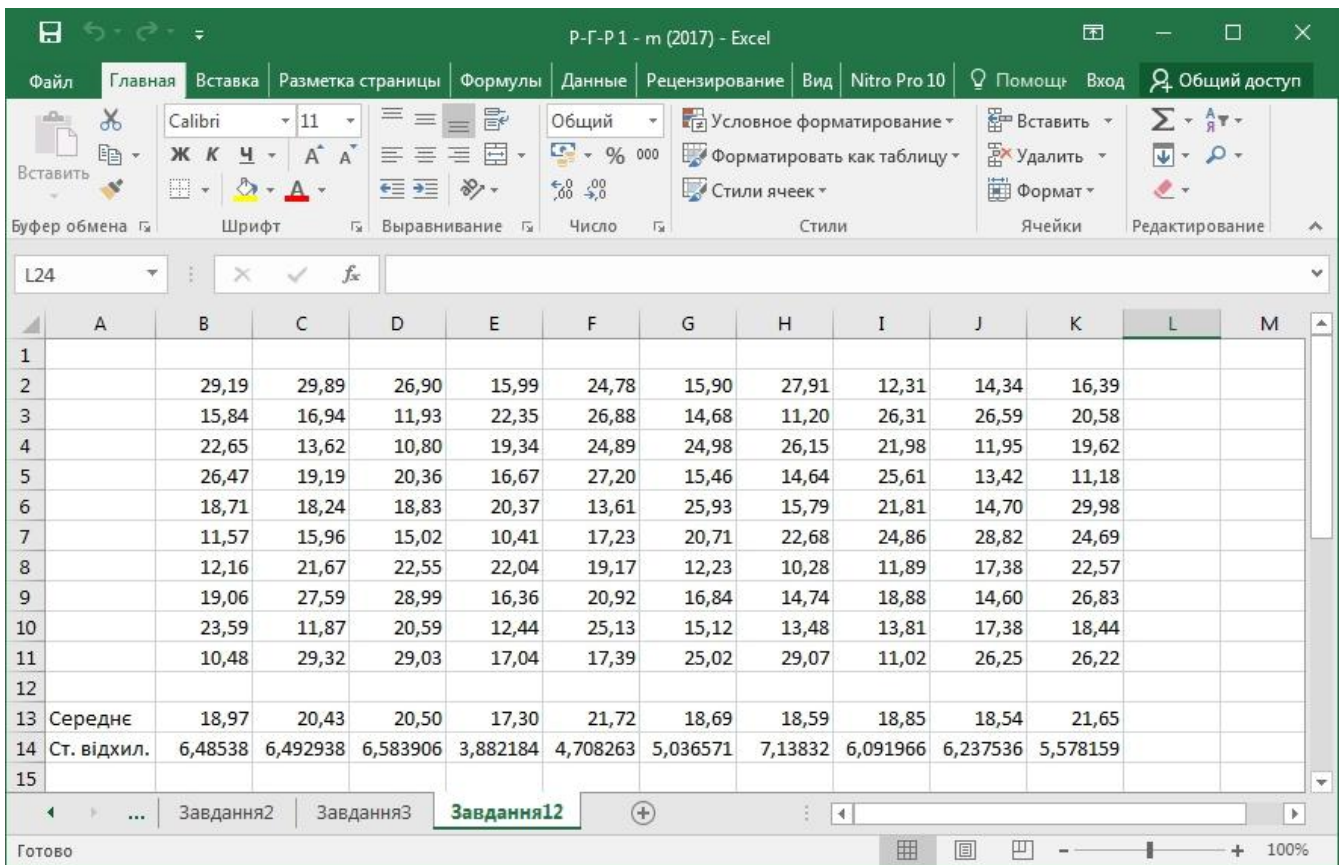 Р-Г-Р 1 - m (2017) - Excel
Файл Главная Вставка Разметка страницы Формулы Данные Рецензирование Вид Nitro Pro 10 Помощь Вход Общий доступ
Calibri 11 Общий Условное форматирование Вставить
Вставить Ж К Ч А А % 000 Форматировать как таблицу Удалить
А Стили ячеек Формат
Буфер обмена Шрифт Выравнивание Число Стили Ячейки Редактирование
L24 fx
A B C D E F G H I J K L M
1
2 29,19 29,89 26,90 15,99 24,78 15,90 27,91 12,31 14,34 16,39
3 15,84 16,94 11,93 22,35 26,88 14,68 11,20 26,31 26,59 20,58
4 22,65 13,62 10,80 19,34 24,89 24,98 26,15 21,98 11,95 19,62
5 26,47 19,19 20,36 16,67 27,20 15,46 14,64 25,61 13,42 11,18
6 18,71 18,24 18,83 20,37 13,61 25,93 15,79 21,81 14,70 29,98
7 11,57 15,96 15,02 10,41 17,23 20,71 22,68 24,86 28,82 24,69
8 12,16 21,67 22,55 22,04 19,17 12,23 10,28 11,89 17,38 22,57
9 19,06 27,59 28,99 16,36 20,92 16,84 14,74 18,88 14,60 26,83
10 23,59 11,87 20,59 12,44 25,13 15,12 13,48 13,81 17,38 18,44
11 10,48 29,32 29,03 17,04 17,39 25,02 29,07 11,02 26,25 26,22
12
13 Середнє 18,97 20,43 20,50 17,30 21,72 18,69 18,59 18,85 18,54 21,65
14 Ст. відхил. 6,48538 6,492938 6,583906 3,882184 4,708263 5,036571 7,13832 6,091966 6,237536 5,578159
15
... Завдання2 Завдання3 Завдання12
Готово 100%